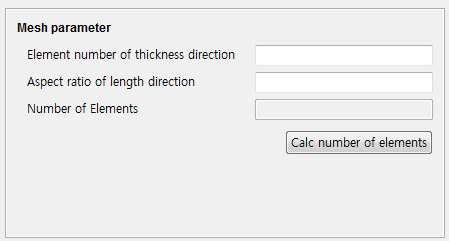 Mesh parameter
Element number of thickness direction
Aspect ratio of length direction
Number of Elements
Calc number of elements